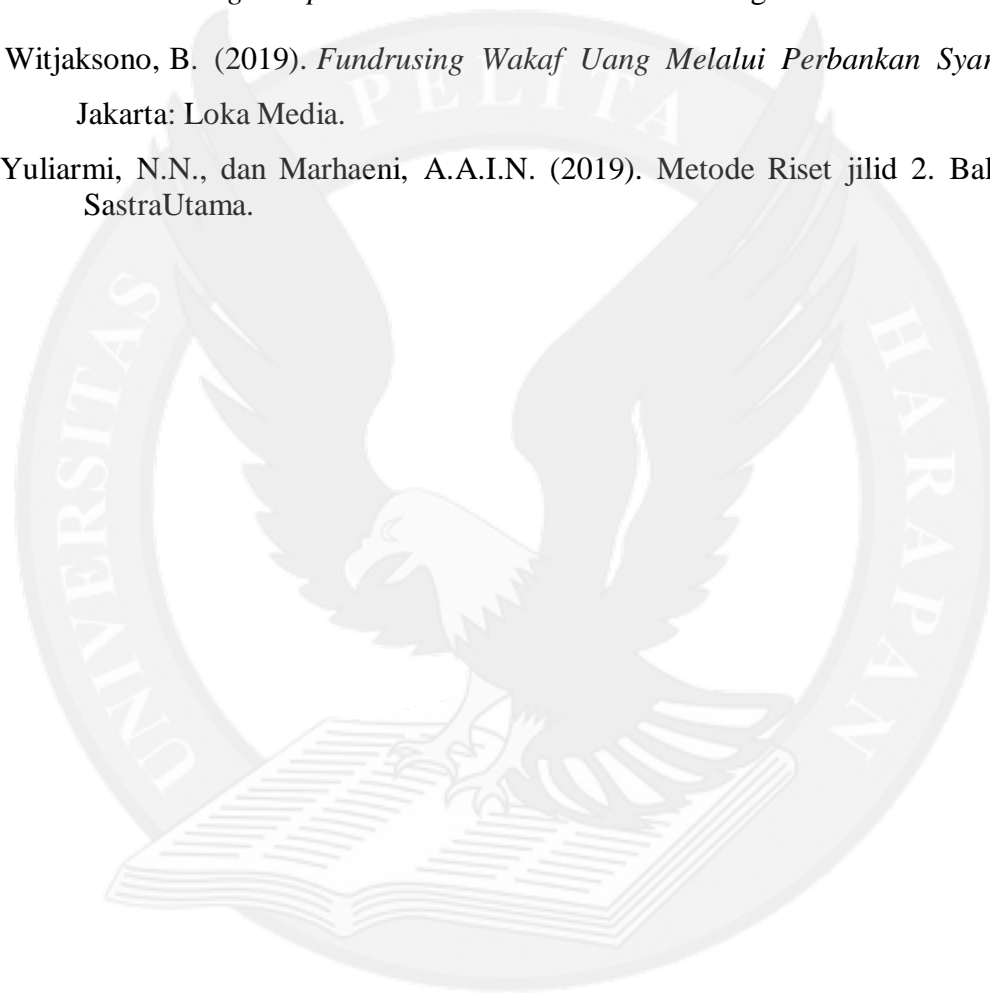 Witjaksono, B. (2019). Fundrusing Wakaf Uang Melalui Perbankan Syar
Jakarta: Loka Media.
Yuliarmi, N.N., dan Marhaeni, A.A.I.N. (2019). Metode Riset jilid 2. Bal
SastraUtama.
UNIVERSITAS PELITA HARAPAN